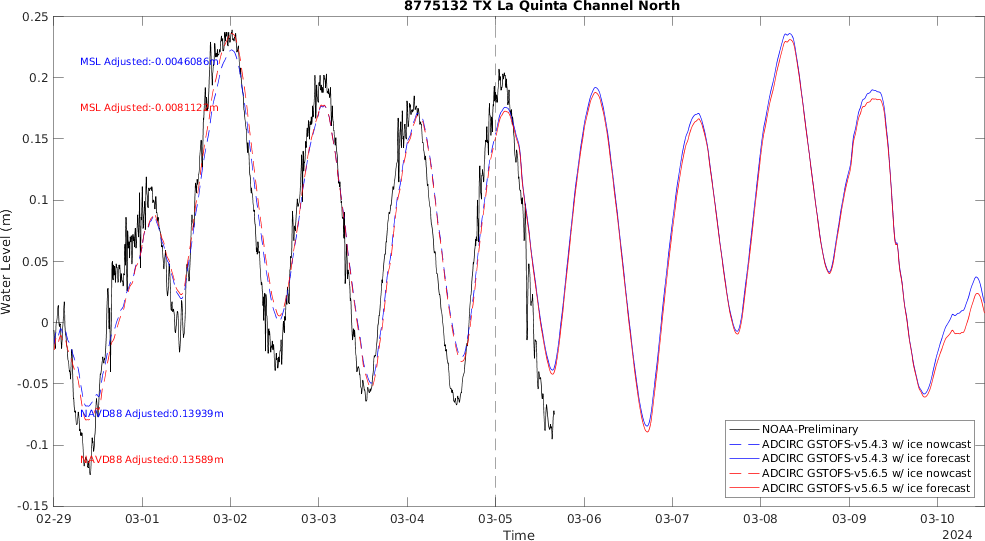 8775132 TX La Quinta Channel North
0.25
0.2
0.15
0.1
0.05
0
-0.05
-0.1
-0.15
Water Level (m)
MSL Adjusted:-0.0046086m
MSL Adjusted:-0.0081121m
NAVD88 Adjusted:0.13939m
NAVD88 Adjusted:0.13589m
NOAA-Preliminary
ADCIRC GSTOFS-v5.4.3 w/ ice nowcast
ADCIRC GSTOFS-v5.4.3 w/ ice forecast
ADCIRC GSTOFS-v5.6.5 w/ ice nowcast
ADCIRC GSTOFS-v5.6.5 w/ ice forecast
02-29 03-01 03-02 03-03 03-04 03-05 03-06 03-07 03-08 03-09 03-10
Time
2024